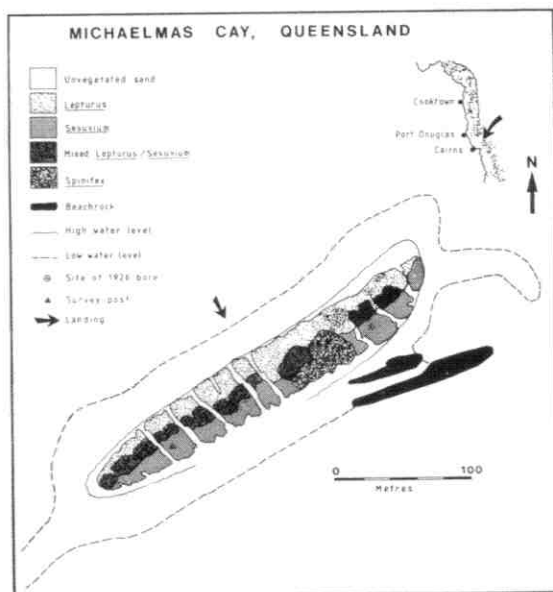 MICHAELMAS CAY, QUEENSLAND
Unvegetated sand
Lepturus
Sesuvium
Mixed Lepturus/Sesuvium
Spinifex
Beachrock
High water level
Low water level
Site of 1926 bore
Survey post
Landing
Cooktown
Port Douglas
Cairns
N
0 100
Metres